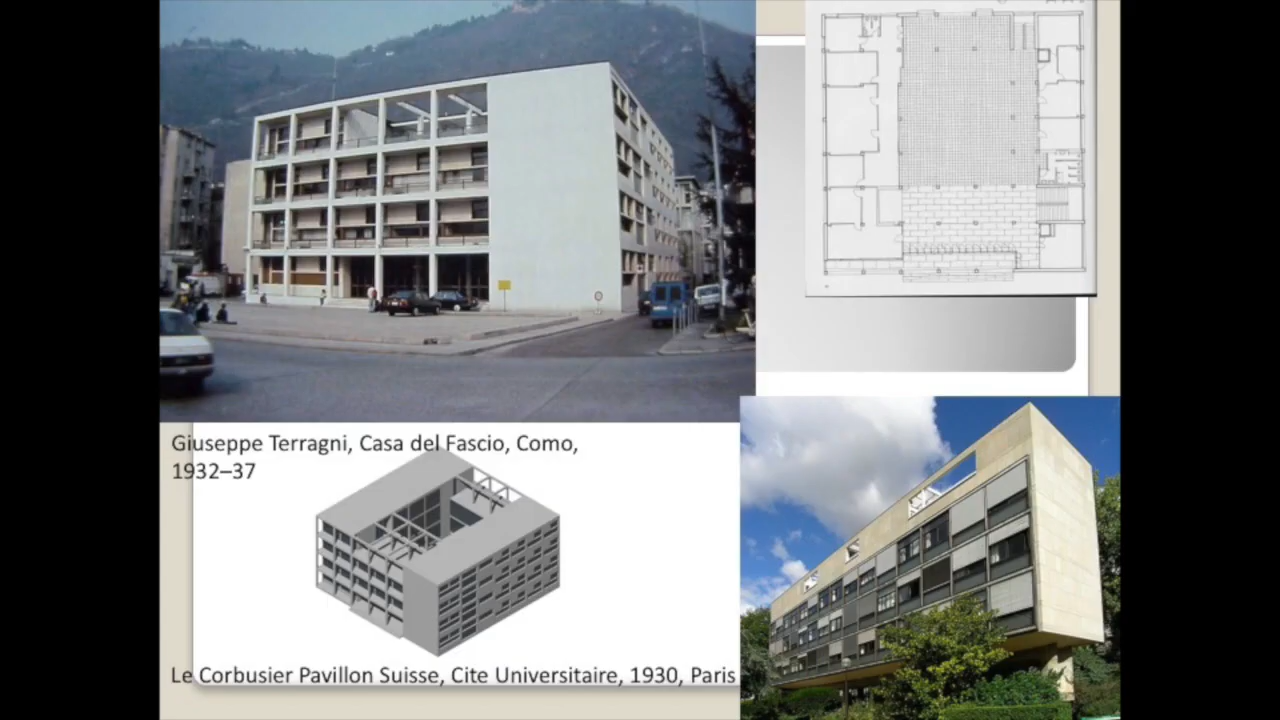 Giuseppe Terragni, Casa del Fascio, Como,
1932–37
Le Corbusier Pavillon Suisse, Cite Universitaire, 1930, Paris